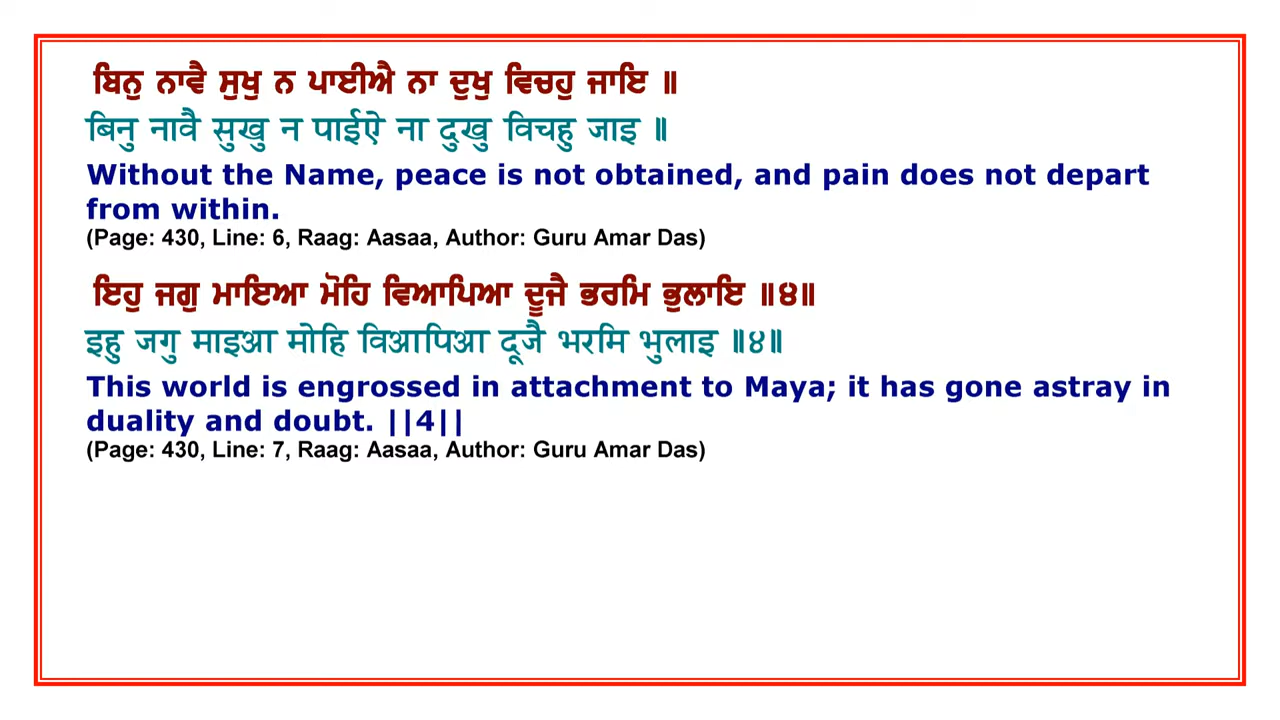 ਬਿਨੁ ਨਾਵੈ ਸੁਖੁ ਨ ਪਾਈਐ ਨਾ ਦੁਖੁ ਵਿਚਹੁ ਜਾਇ ॥
बिनु नावै सुखु न पाईऐ ना दुखु विचहु जाइ ॥
Without the Name, peace is not obtained, and pain does not depart
from within.
(Page: 430, Line: 6, Raag: Aasaa, Author: Guru Amar Das)
ਇਹੁ ਜਗੁ ਮਾਇਆ ਮੋਹਿ ਵਿਆਪਿਆ ਦੂਜੈ ਭਰਮਿ ਭੁਲਾਇ ॥੪॥
इहु जगु माइआ मोहि विआपिआ दूजै भरमि भुलाइ ॥४॥
This world is engrossed in attachment to Maya; it has gone astray in
duality and doubt. ||4||
(Page: 430, Line: 7, Raag: Aasaa, Author: Guru Amar Das)